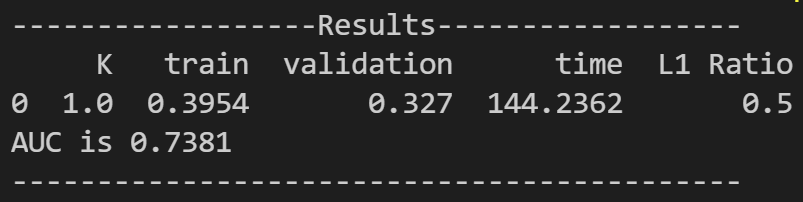 ------------------Results------------------
     K   train  validation      time  L1 Ratio
0  1.0  0.3954       0.327  144.2362       0.5
AUC is 0.7381
-------------------------------------------